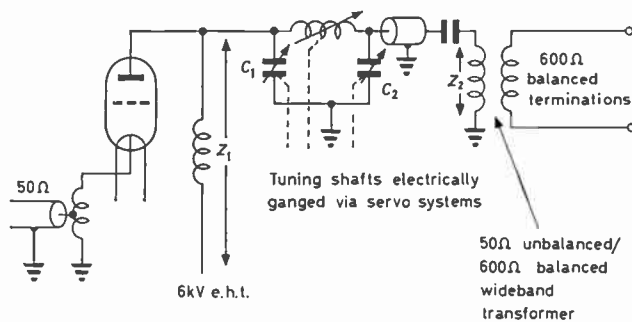 C₁
C₂
Z₂
600Ω
balanced
terminations
Z₁
50Ω
Tuning shafts electrically
ganged via servo systems
6kV e.h.t.
50Ω unbalanced/
600Ω balanced
wideband
transformer